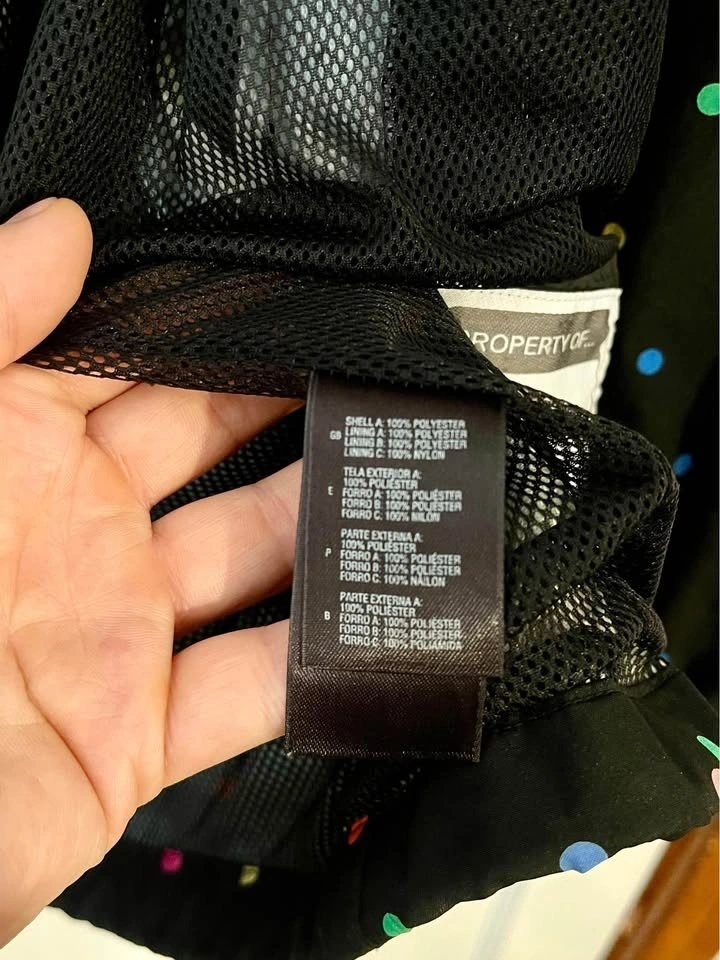 PROPERTY OF...
GB
SHELL A: 100% POLYESTER
LINING A: 100% POLYESTER
LINING B: 100% POLYESTER
LINING C: 100% NYLON
E
TELA EXTERIOR A:
100% POLIÉSTER
FORRO A: 100% POLIÉSTER
FORRO B: 100% POLIÉSTER
FORRO C: 100% NILON
P
PARTE EXTERNA A:
100% POLIÉSTER
FORRO A: 100% POLIÉSTER
FORRO B: 100% POLIÉSTER
FORRO C: 100% NAILON
B
PARTE EXTERNA A:
100% POLIÉSTER
FORRO A: 100% POLIÉSTER
FORRO B: 100% POLIÉSTER
FORRO C: 100% POLIAMIDA